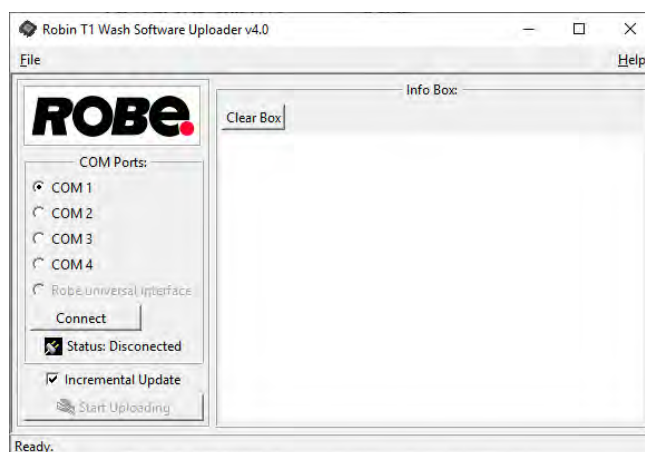 Robin T1 Wash Software Uploader v4.0
File Help
ROBE.
COM Ports:
COM 1
COM 2
COM 3
COM 4
Robe universal interface
Connect
Status: Disconected
Incremental Update
Start Uploading
Info Box:
Clear Box
Ready.